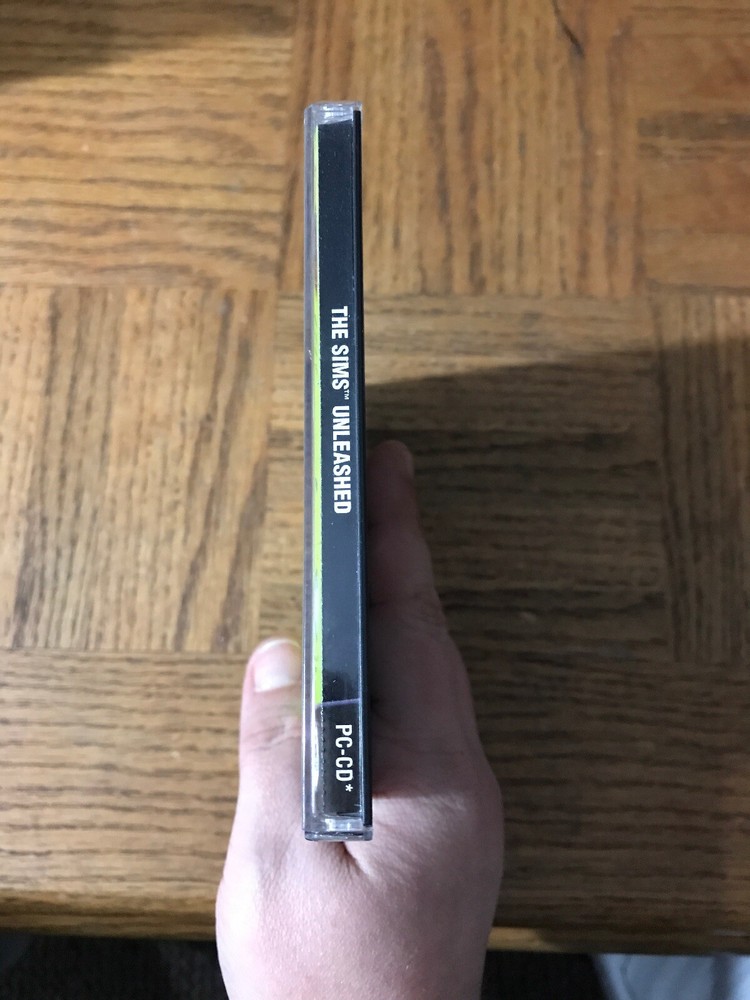 THE SIMS™ UNLEASHED
PC-CD*